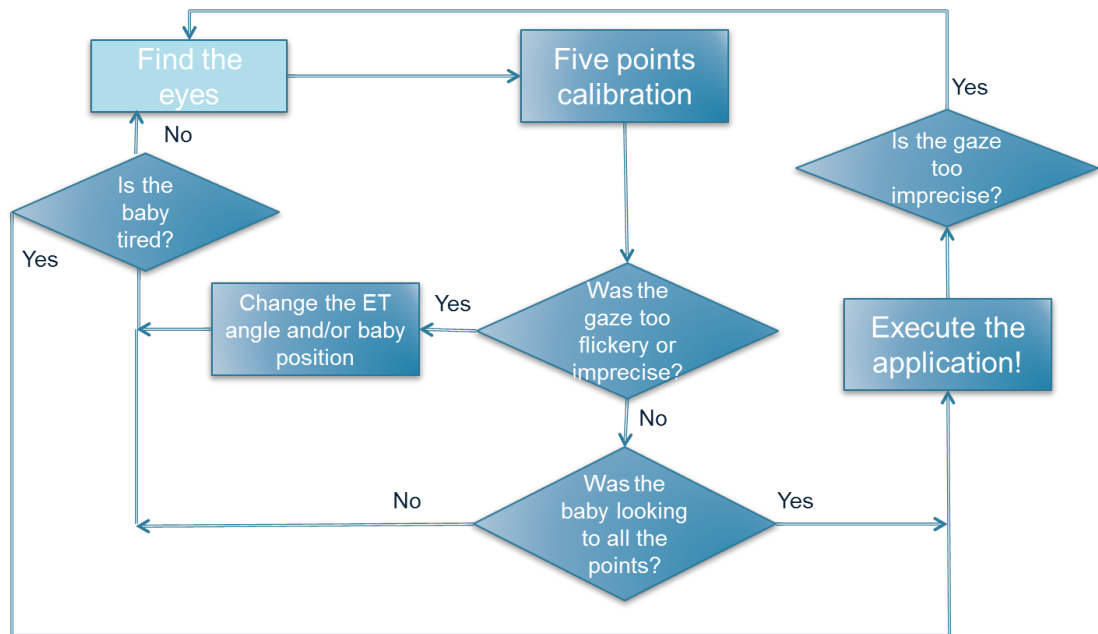 Find the
eyes
Five points
calibration
Yes
No
Is the gaze
too
imprecise?
Is the
baby
tired?
Yes
Change the ET
angle and/or baby
position
Yes
Was the
gaze too
flickery or
imprecise?
Execute the
application!
No
No
Was the
baby looking
to all the
points?
Yes